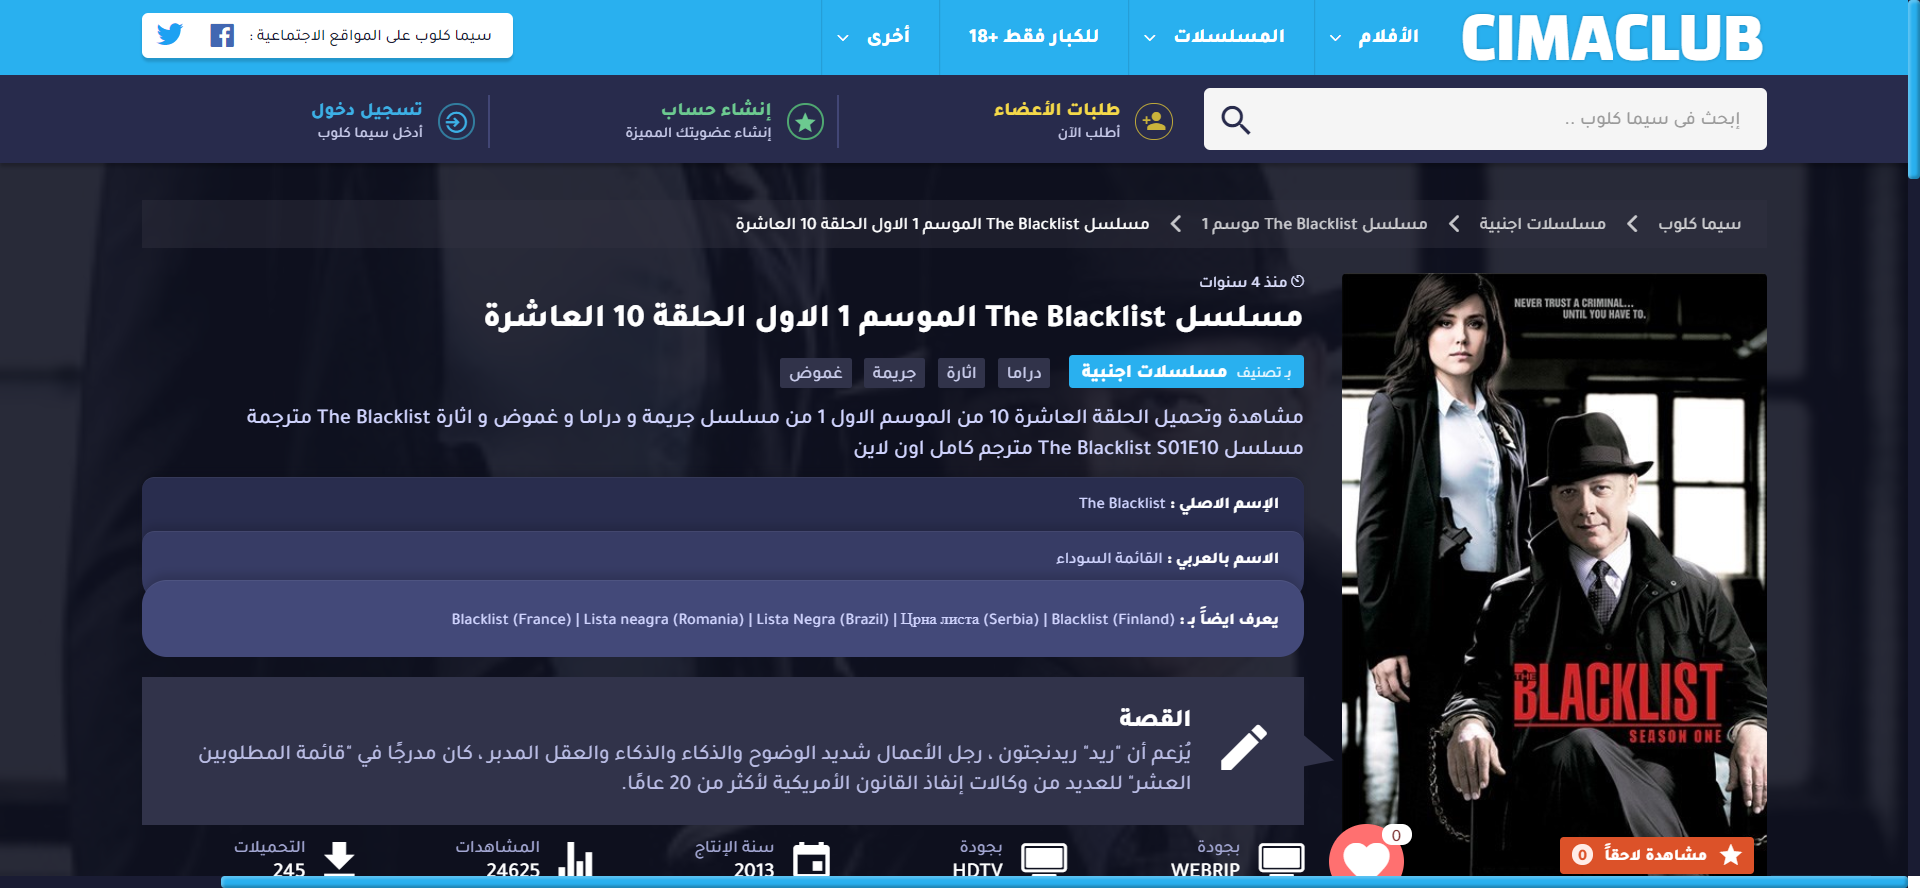 CIMACLUB
الأفلام
المسلسلات
للكبار فقط +18
أخرى
سيما كلوب على المواقع الاجتماعية :
إبحث فى سيما كلوب ..
طلبات الأعضاء
أطلب الآن
إنشاء حساب
إنشاء عضويتك المميزة
تسجيل دخول
أدخل سيما كلوب
سيما كلوب
مسلسلات اجنبية
مسلسل The Blacklist موسم 1
مسلسل The Blacklist الموسم 1 الاول الحلقة 10 العاشرة
منذ 4 سنوات
مسلسل The Blacklist الموسم 1 الاول الحلقة 10 العاشرة
بـ تصنيف مسلسلات اجنبية
دراما
اثارة
جريمة
غموض
مشاهدة وتحميل الحلقة العاشرة 10 من الموسم الاول 1 من مسلسل جريمة و دراما و غموض و اثارة The Blacklist مترجمة
مسلسل The Blacklist S01E10 مترجم كامل اون لاين
الإسم الاصلي : The Blacklist
الاسم بالعربي : القائمة السوداء
يعرف ايضاً بـ : Blacklist (France) | Lista neagra (Romania) | Lista Negra (Brazil) | Црна листа (Serbia) | Blacklist (Finland)
القصة
يُزعم أن "ريد" ريدنجتون ، رجل الأعمال شديد الوضوح والذكاء والذكاء والعقل المدبر ، كان مدرجًا في "قائمة المطلوبين
العشر" للعديد من وكالات إنفاذ القانون الأمريكية لأكثر من 20 عامًا.
بجودة
WEBRIP
بجودة
HDTV
سنة الإنتاج
2013
المشاهدات
24625
التحميلات
245
NEVER TRUST A CRIMINAL...
UNTIL YOU HAVE TO.
THE
BLACKLIST
SEASON ONE
مشاهدة لاحقاً
0
0